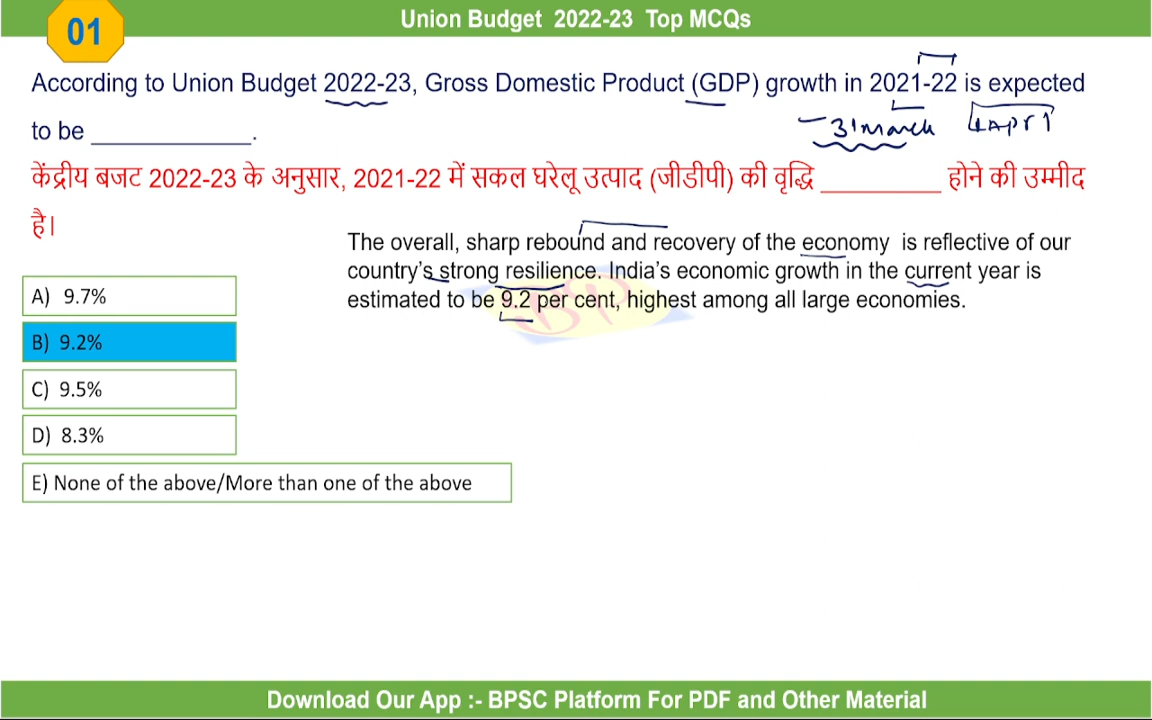 Union Budget 2022-23 Top MCQs
01
According to Union Budget 2022-23, Gross Domestic Product (GDP) growth in 2021-22 is expected
to be ____________.
31 March 1 April
केंद्रीय बजट 2022-23 के अनुसार, 2021-22 में सकल घरेलू उत्पाद (जीडीपी) की वृद्धि _________ होने की उम्मीद
है।
The overall, sharp rebound and recovery of the economy is reflective of our
country's strong resilience. India's economic growth in the current year is
estimated to be 9.2 per cent, highest among all large economies.
A) 9.7%
B) 9.2%
C) 9.5%
D) 8.3%
E) None of the above/More than one of the above
Download Our App :- BPSC Platform For PDF and Other Material